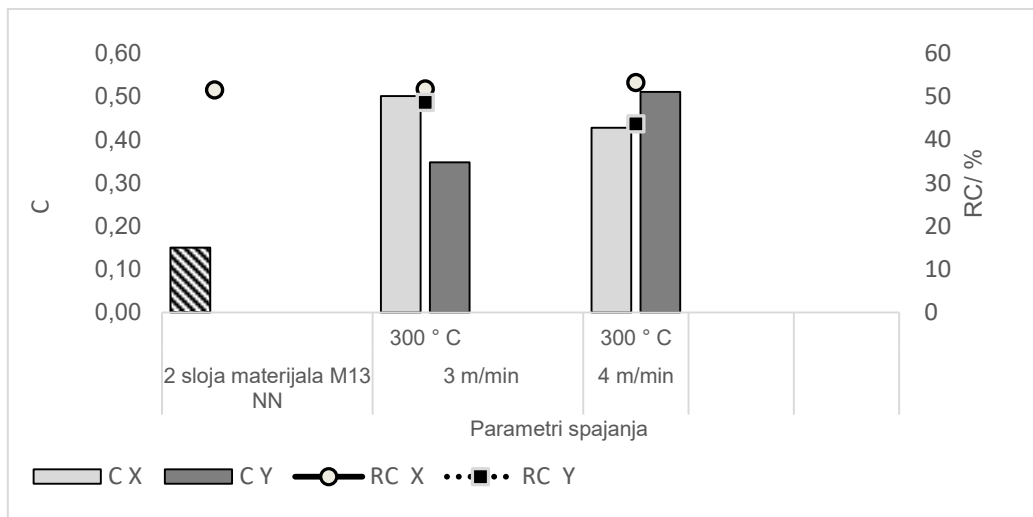 0,60
0,50
0,40
0,30
0,20
0,10
0,00
C
60
50
40
30
20
10
0
RC/ %
300 ° C
300 ° C
2 sloja materijala M13
NN
3 m/min
4 m/min
Parametri spajanja
C X
C Y
RC X
RC Y